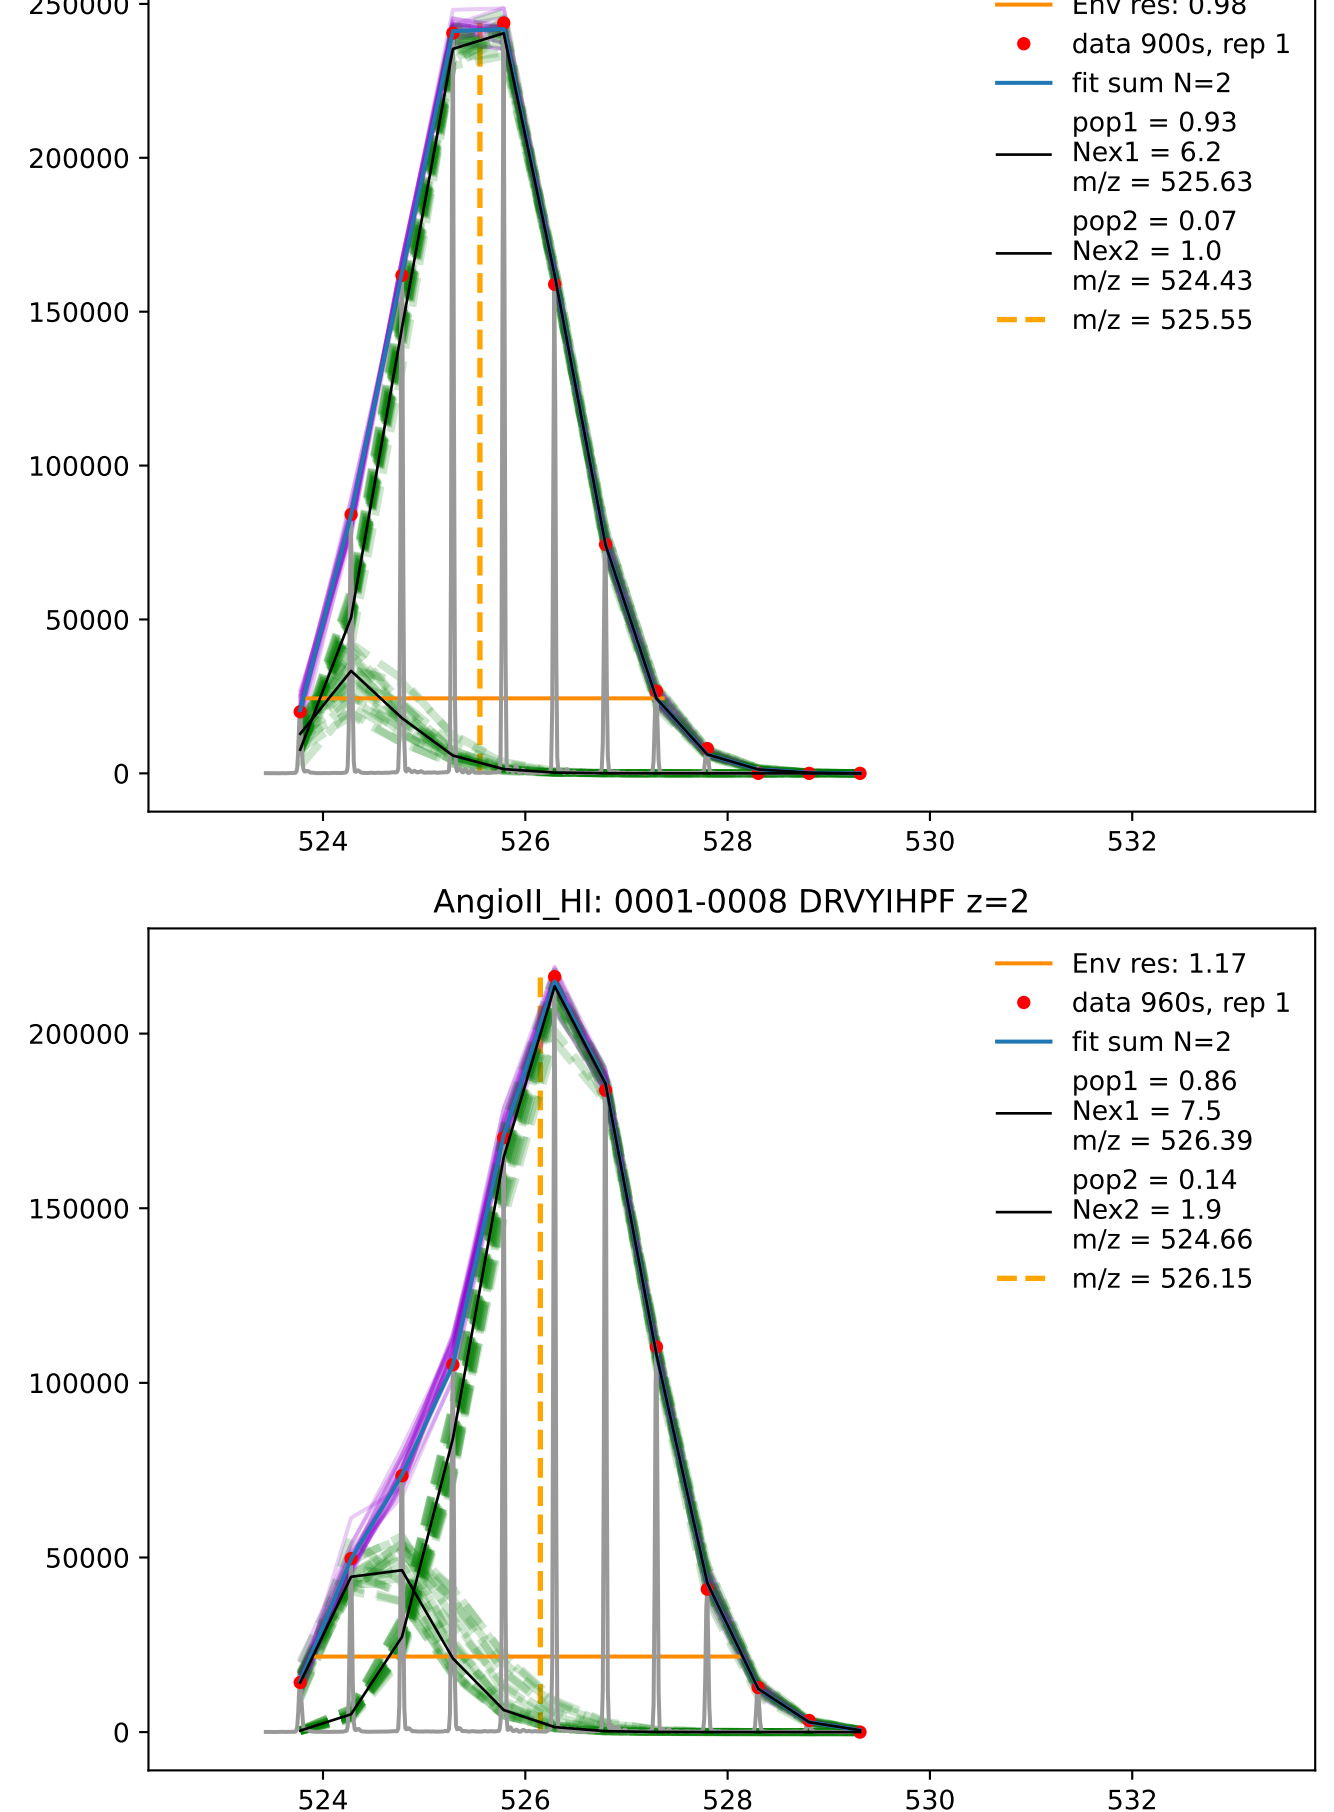 250000
Env res: 0.98
data 900s, rep 1
fit sum N=2
pop1 = 0.93
200000
Nex1 = 6.2
m/z = 525.63
pop2 = 0.07
Nex2 = 1.0
m/z = 524.43
150000
m/z = 525.55
100000
50000
0
524 526 528 530 532
AngioII_HI: 0001-0008 DRVYIHPF z=2
Env res: 1.17
data 960s, rep 1
200000
fit sum N=2
pop1 = 0.86
Nex1 = 7.5
m/z = 526.39
pop2 = 0.14
150000
Nex2 = 1.9
m/z = 524.66
m/z = 526.15
100000
50000
0
524 526 528 530 532